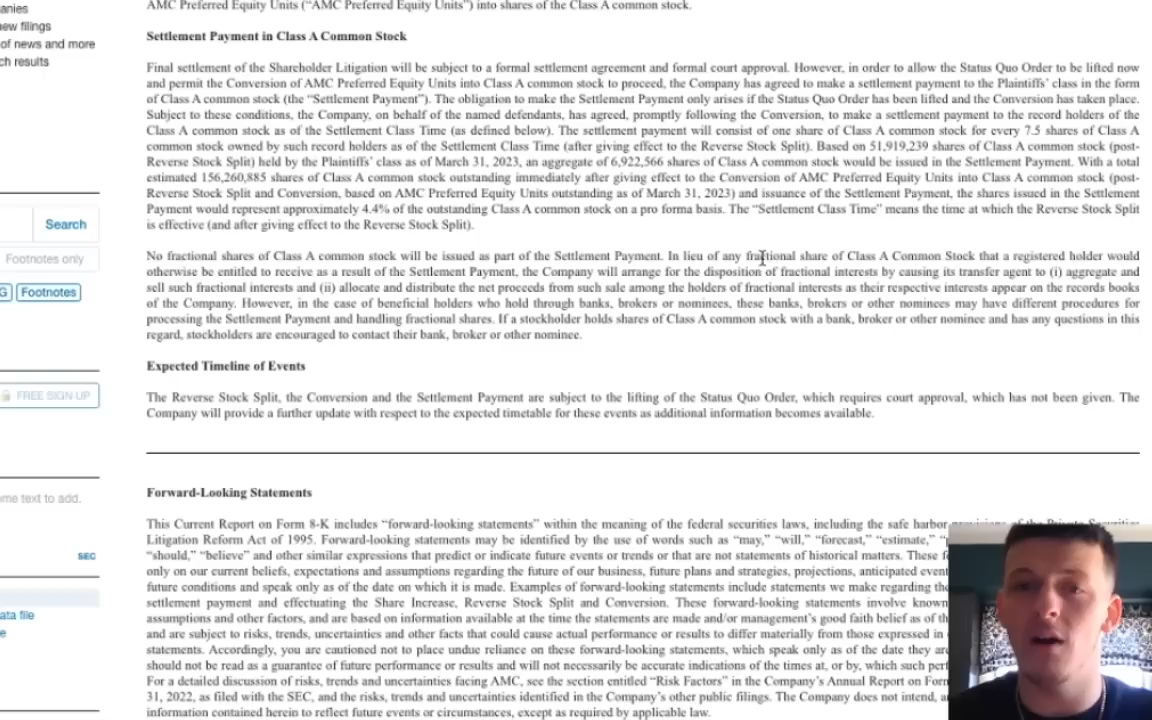 AMC Preferred Equity Units (“AMC Preferred Equity Units”) into shares of the Class A common stock.
anies
new filings
of news and more
ch results
Settlement Payment in Class A Common Stock
Final settlement of the Shareholder Litigation will be subject to a formal settlement agreement and formal court approval. However, in order to allow the Status Quo Order to be lifted now
and permit the Conversion of AMC Preferred Equity Units into Class A common stock to proceed, the Company has agreed to make a settlement payment to the Plaintiffs’ class in the form
of Class A common stock (the “Settlement Payment”). The obligation to make the Settlement Payment only arises if the Status Quo Order has been lifted and the Conversion has taken place.
Subject to these conditions, the Company, on behalf of the named defendants, has agreed, promptly following the Conversion, to make a settlement payment to the record holders of the
Class A common stock as of the Settlement Class Time (as defined below). The settlement payment will consist of one share of Class A common stock for every 7.5 shares of Class A
common stock owned by such record holders as of the Settlement Class Time (after giving effect to the Reverse Stock Split). Based on 51,919,239 shares of Class A common stock (post-
Reverse Stock Split) held by the Plaintiffs’ class as of March 31, 2023, an aggregate of 6,922,566 shares of Class A common stock would be issued in the Settlement Payment. With a total
estimated 156,260,885 shares of Class A common stock outstanding immediately after giving effect to the Conversion of AMC Preferred Equity Units into Class A common stock (post-
Reverse Stock Split and Conversion, based on AMC Preferred Equity Units outstanding as of March 31, 2023) and issuance of the Settlement Payment, the shares issued in the Settlement
Payment would represent approximately 4.4% of the outstanding Class A common stock on a pro forma basis. The “Settlement Class Time” means the time at which the Reverse Stock Split
is effective (and after giving effect to the Reverse Stock Split).
Search
Footnotes only
G
Footnotes
No fractional shares of Class A common stock will be issued as part of the Settlement Payment. In lieu of any fractional share of Class A Common Stock that a registered holder would
otherwise be entitled to receive as a result of the Settlement Payment, the Company will arrange for the disposition of fractional interests by causing its transfer agent to (i) aggregate and
sell such fractional interests and (ii) allocate and distribute the net proceeds from such sale among the holders of fractional interests as their respective interests appear on the records books
of the Company. However, in the case of beneficial holders who hold through banks, brokers or nominees, these banks, brokers or other nominees may have different procedures for
processing the Settlement Payment and handling fractional shares. If a stockholder holds shares of Class A common stock with a bank, broker or other nominee and has any questions in this
regard, stockholders are encouraged to contact their bank, broker or other nominee.
Expected Timeline of Events
FREE SIGN UP
The Reverse Stock Split, the Conversion and the Settlement Payment are subject to the lifting of the Status Quo Order, which requires court approval, which has not been given. The
Company will provide a further update with respect to the expected timetable for these events as additional information becomes available.
ome text to add.
SEC
ata file
e
Forward-Looking Statements
This Current Report on Form 8-K includes “forward-looking statements” within the meaning of the federal securities laws, including the safe harbor provisions of the Private Securities
Litigation Reform Act of 1995. Forward-looking statements may be identified by the use of words such as “may,” “will,” “forecast,” “estimate,” “
“should,” “believe” and other similar expressions that predict or indicate future events or trends or that are not statements of historical matters. These f
only on our current beliefs, expectations and assumptions regarding the future of our business, future plans and strategies, projections, anticipated event
future conditions and speak only as of the date on which it is made. Examples of forward-looking statements include statements we make regarding the
settlement payment and effectuating the Share Increase, Reverse Stock Split and Conversion. These forward-looking statements involve known
assumptions and other factors, and are based on information available at the time the statements are made and/or management’s good faith belief as of th
and are subject to risks, trends, uncertainties and other facts that could cause actual performance or results to differ materially from those expressed in
statements. Accordingly, you are cautioned not to place undue reliance on these forward-looking statements, which speak only as of the date they are
should not be read as a guarantee of future performance or results and will not necessarily be accurate indications of the times at, or by, which such perf
For a detailed discussion of risks, trends and uncertainties facing AMC, see the section entitled “Risk Factors” in the Company’s Annual Report on Form
31, 2022, as filed with the SEC, and the risks, trends and uncertainties identified in the Company’s other public filings. The Company does not intend, a
information contained herein to reflect future events or circumstances, except as required by applicable law.